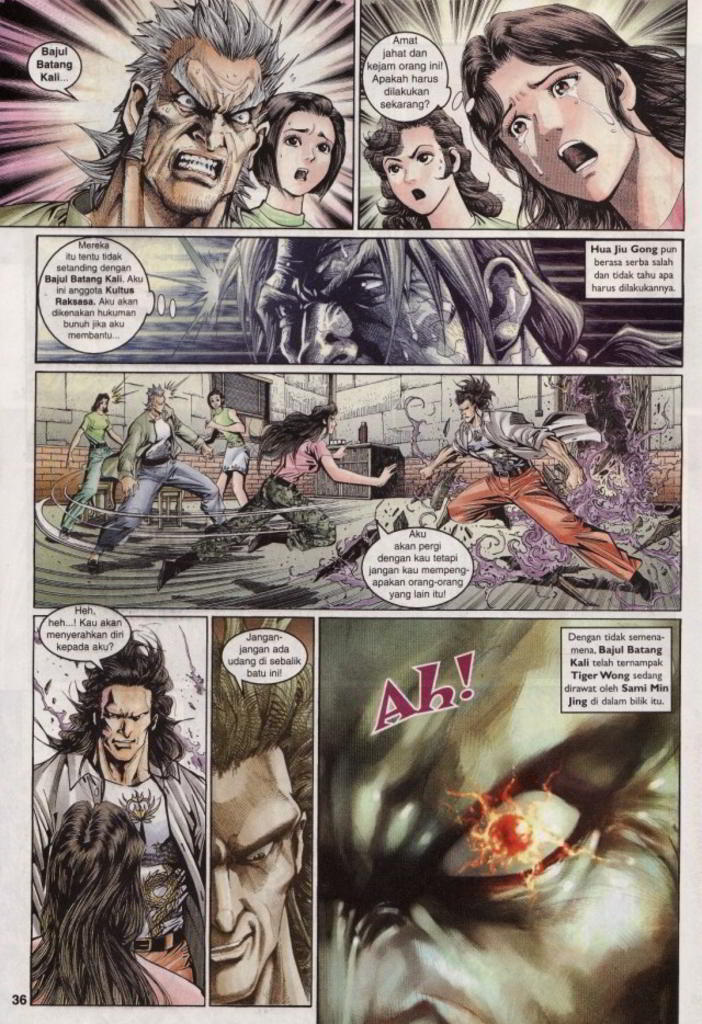 Bajul
Batang
Kali...
Amat
jahat dan
kejam orang ini!
Apakah harus
dilakukan
sekarang?
Mereka
itu tentu tidak
setanding dengan
Bajul Batang Kali. Aku
ini anggota Kultus
Raksasa. Aku akan
dikenakan hukuman
bunuh jika aku
membantu...
Hua Jiu Gong pun
berasa serba salah
dan tidak tahu apa
harus dilakukannya.
Aku
akan pergi
dengan kau tetapi
jangan kau mempeng-
apakan orang-orang
yang lain itu!
Heh,
heh...! Kau akan
menyerahkan diri
kepada aku?
Jangan-
jangan ada
udang di sebalik
batu ini!
Ah!
Dengan tidak semena-
mena, Bajul Batang
Kali telah ternampak
Tiger Wong sedang
dirawat oleh Sami Min
Jing di dalam bilik itu.
36